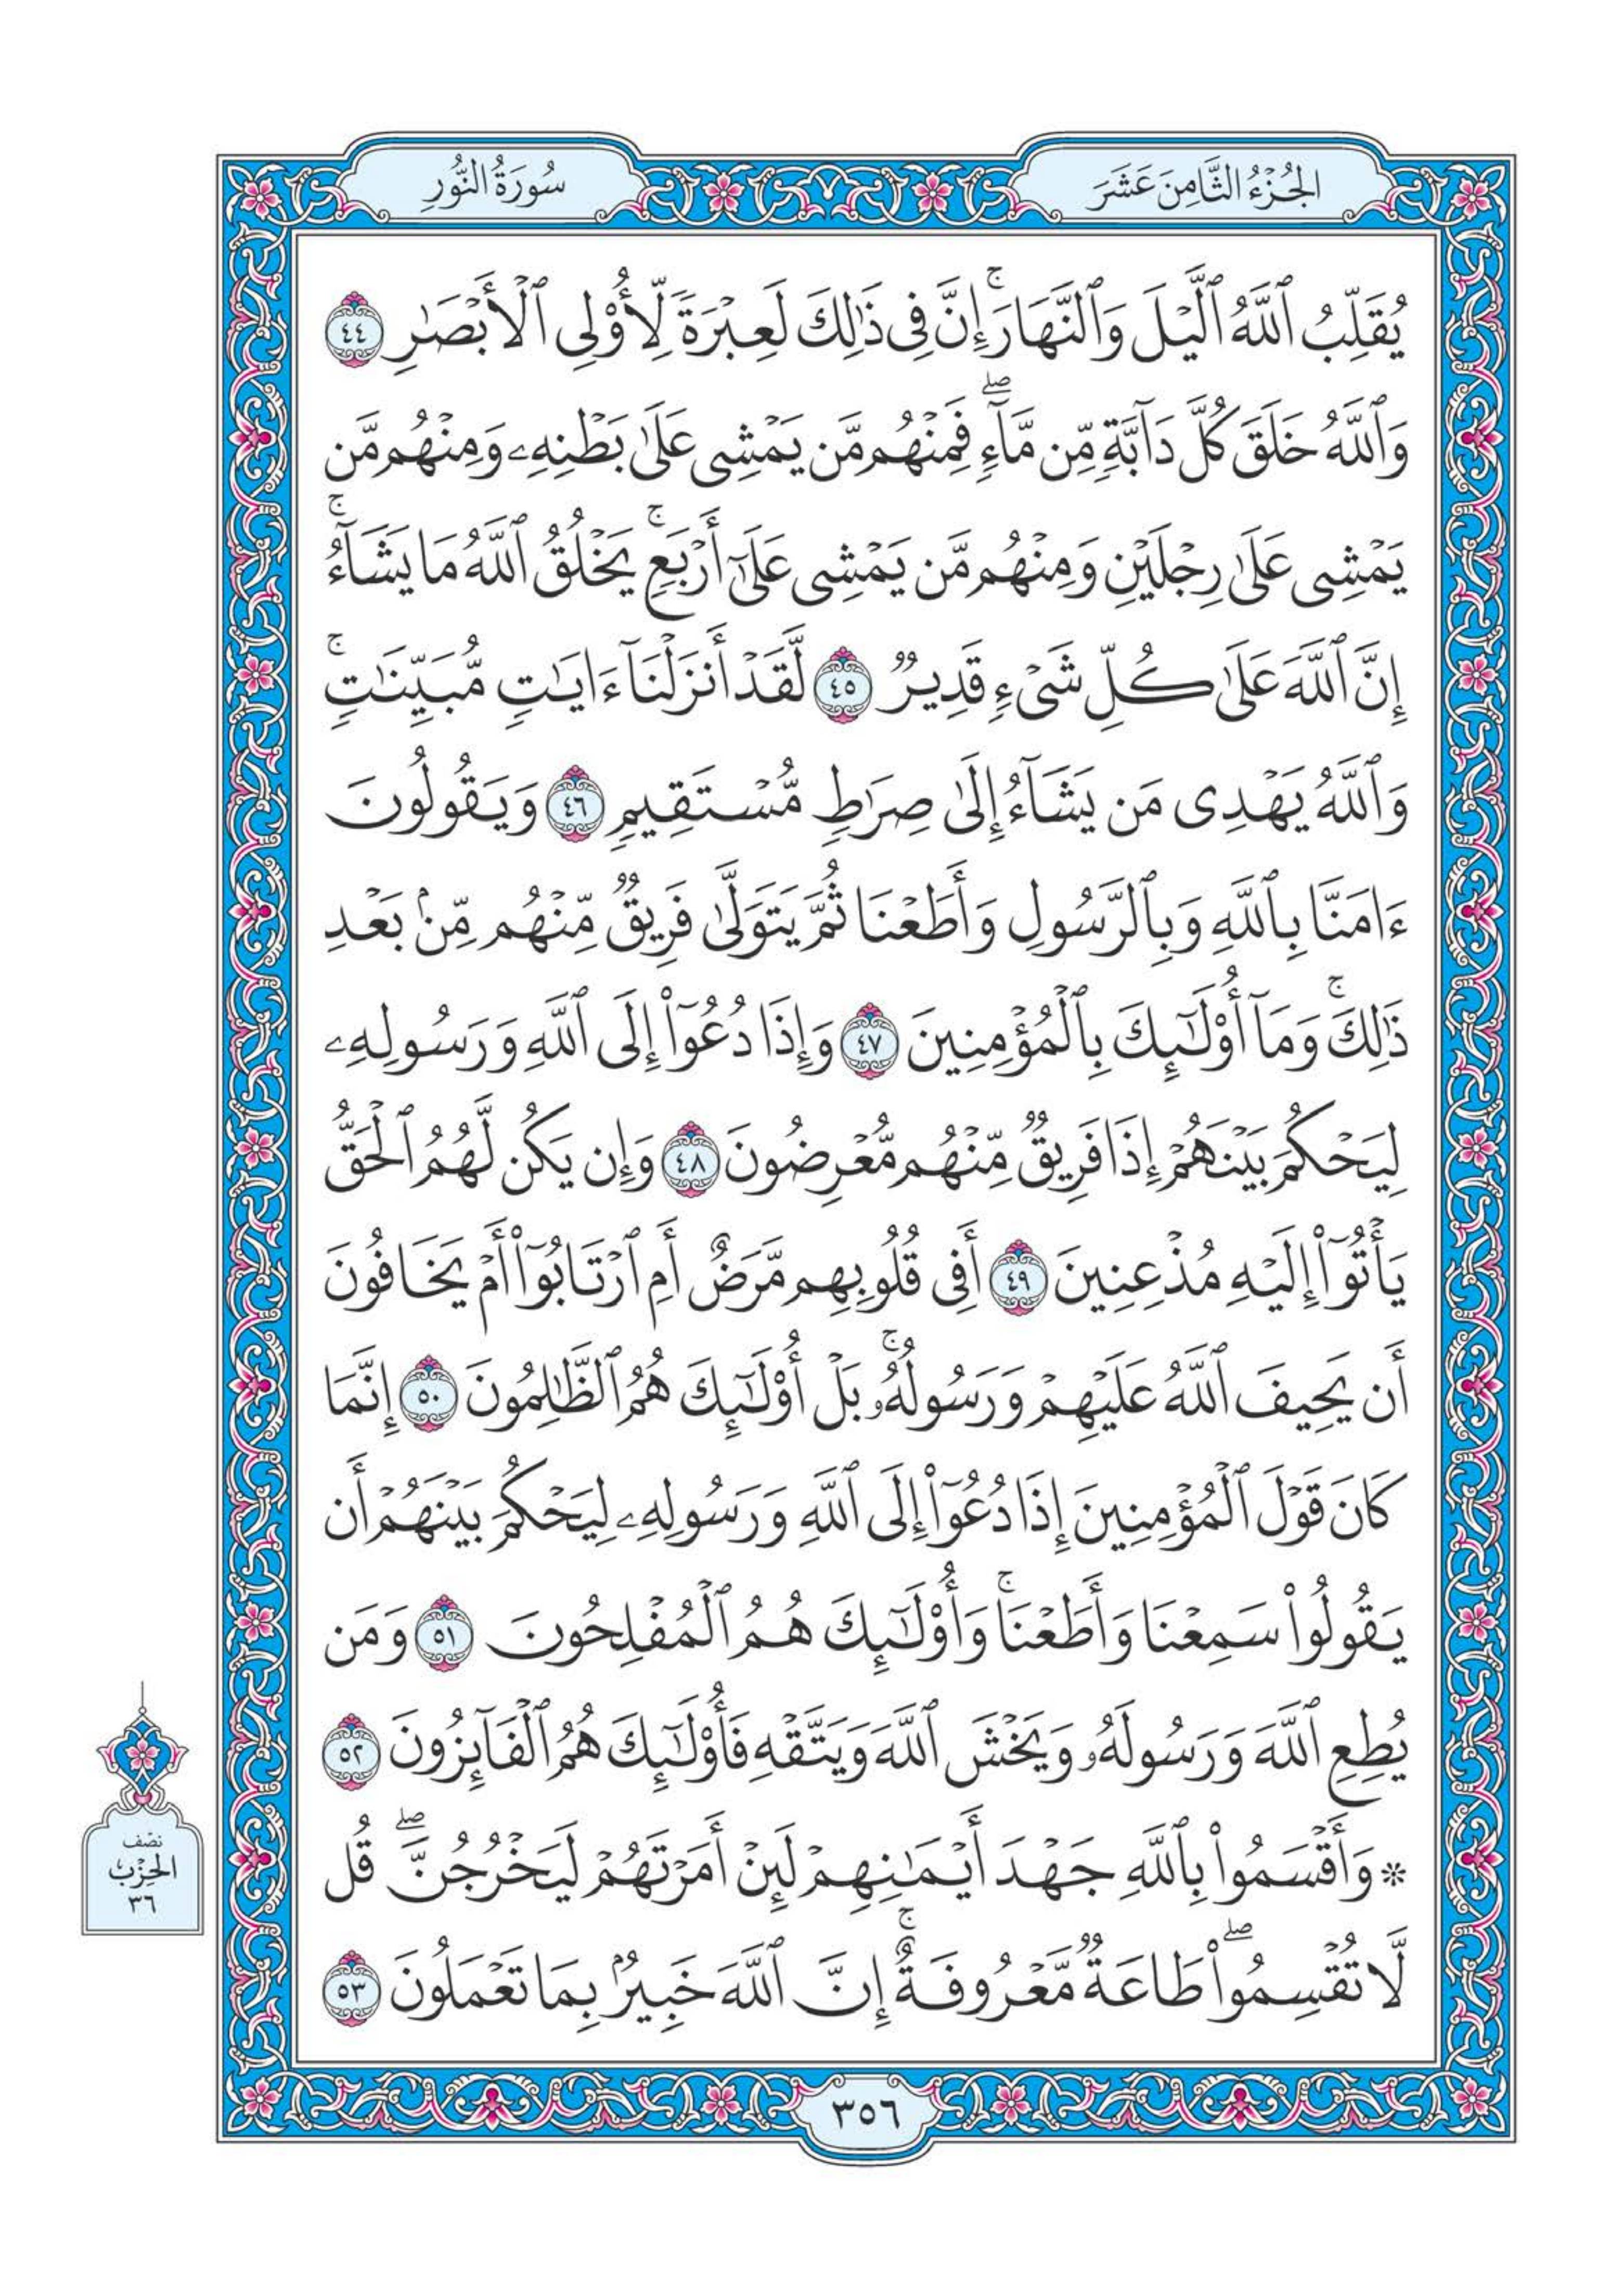 الجُزْءُ الثَّامِنَ عَشَرَ
سُورَةُ النُّورِ
يُقَلِّبُ ٱللَّهُ ٱلَّيْلَ وَٱلنَّهَارَۚ إِنَّ فِى ذَٰلِكَ لَعِبْرَةً لِّأُو۟لِى ٱلْأَبْصَٰرِ ٤٤
وَٱللَّهُ خَلَقَ كُلَّ دَآبَّةٍ مِّن مَّآءٍۖ فَمِنْهُم مَّن يَمْشِى عَلَىٰ بَطْنِهِۦ وَمِنْهُم مَّن
يَمْشِى عَلَىٰ رِجْلَيْنِ وَمِنْهُم مَّن يَمْشِى عَلَىٰٓ أَرْبَعٍۚ يَخْلُقُ ٱللَّهُ مَا يَشَآءُۚ
إِنَّ ٱللَّهَ عَلَىٰ كُلِّ شَىْءٍ قَدِيرٌ ٤٥ لَّقَدْ أَنزَلْنَآ ءَايَٰتٍ مُّبَيِّنَٰتٍۚ
وَٱللَّهُ يَهْدِى مَن يَشَآءُ إِلَىٰ صِرَٰطٍ مُّسْتَقِيمٍ ٤٦ وَيَقُولُونَ
ءَامَنَّا بِٱللَّهِ وَبِٱلرَّسُولِ وَأَطَعْنَا ثُمَّ يَتَوَلَّىٰ فَرِيقٌ مِّنْهُم مِّنۢ بَعْدِ
ذَٰلِكَۚ وَمَآ أُو۟لَٰٓئِكَ بِٱلْمُؤْمِنِينَ ٤٧ وَإِذَا دُعُوٓا۟ إِلَى ٱللَّهِ وَرَسُولِهِۦ
لِيَحْكُمَ بَيْنَهُمْ إِذَا فَرِيقٌ مِّنْهُم مُّعْرِضُونَ ٤٨ وَإِن يَكُن لَّهُمُ ٱلْحَقُّ
يَأْتُوٓا۟ إِلَيْهِ مُذْعِنِينَ ٤٩ أَفِى قُلُوبِهِم مَّرَضٌ أَمِ ٱرْتَابُوٓا۟ أَمْ يَخَافُونَ
أَن يَحِيفَ ٱللَّهُ عَلَيْهِمْ وَرَسُولُهُۥۚ بَلْ أُو۟لَٰٓئِكَ هُمُ ٱلظَّٰلِمُونَ ٥٠ إِنَّمَا
كَانَ قَوْلَ ٱلْمُؤْمِنِينَ إِذَا دُعُوٓا۟ إِلَى ٱللَّهِ وَرَسُولِهِۦ لِيَحْكُمَ بَيْنَهُمْ أَن
يَقُولُوا۟ سَمِعْنَا وَأَطَعْنَاۚ وَأُو۟لَٰٓئِكَ هُمُ ٱلْمُفْلِحُونَ ٥١ وَمَن
يُطِعِ ٱللَّهَ وَرَسُولَهُۥ وَيَخْشَ ٱللَّهَ وَيَتَّقْهِ فَأُو۟لَٰٓئِكَ هُمُ ٱلْفَآئِزُونَ ٥٢
۞ وَأَقْسَمُوا۟ بِٱللَّهِ جَهْدَ أَيْمَٰنِهِمْ لَئِنْ أَمَرْتَهُمْ لَيَخْرُجُنَّۖ قُل
لَّا تُقْسِمُوا۟ۖ طَاعَةٌ مَّعْرُوفَةٌۚ إِنَّ ٱللَّهَ خَبِيرٌۢ بِمَا تَعْمَلُونَ ٥٣
نصْف
الحِزْب
٣٦
٣٥٦